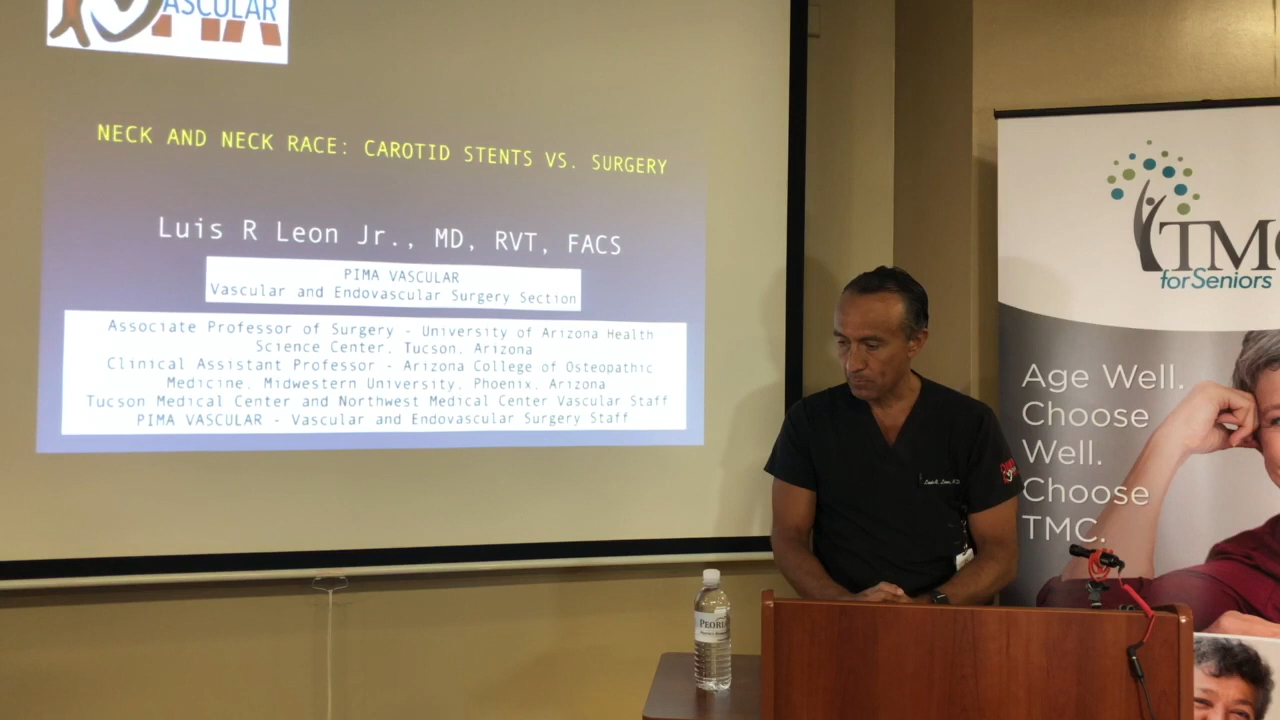 ASCULAR
NECK AND NECK RACE: CAROTID STENTS VS. SURGERY
Luis R Leon Jr., MD, RVT, FACS
PIMA VASCULAR
Vascular and Endovascular Surgery Section
Associate Professor of Surgery - University of Arizona Health
Science Center, Tucson, Arizona
Clinical Assistant Professor - Arizona College of Osteopathic
Medicine, Midwestern University, Phoenix, Arizona
Tucson Medical Center and Northwest Medical Center Vascular Staff
PIMA VASCULAR - Vascular and Endovascular Surgery Staff
TMC
for Seniors
Age Well.
Choose
Well.
Choose
TMC.
PEORIA